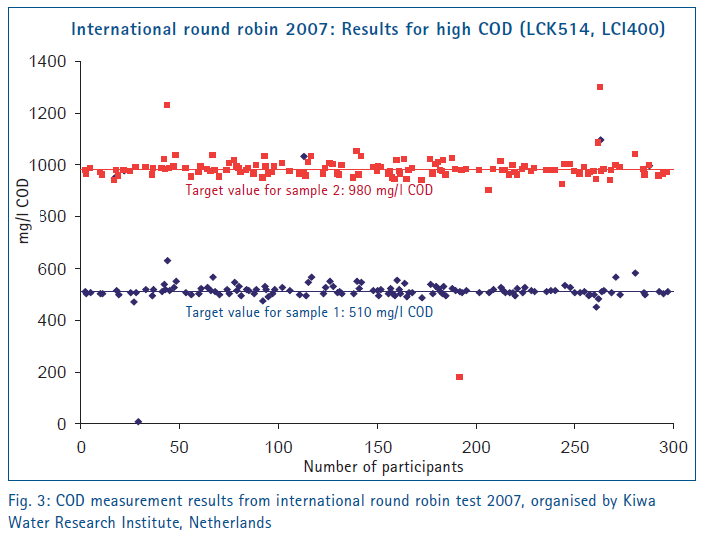 International round robin 2007: Results for high COD (LCK514, LCI400)
1400
1200
1000
800
600
400
200
0
mg/l COD
Target value for sample 2: 980 mg/l COD
Target value for sample 1: 510 mg/l COD
0 50 100 150 200 250 300
Number of participants
Fig. 3: COD measurement results from international round robin test 2007, organised by Kiwa
Water Research Institute, Netherlands